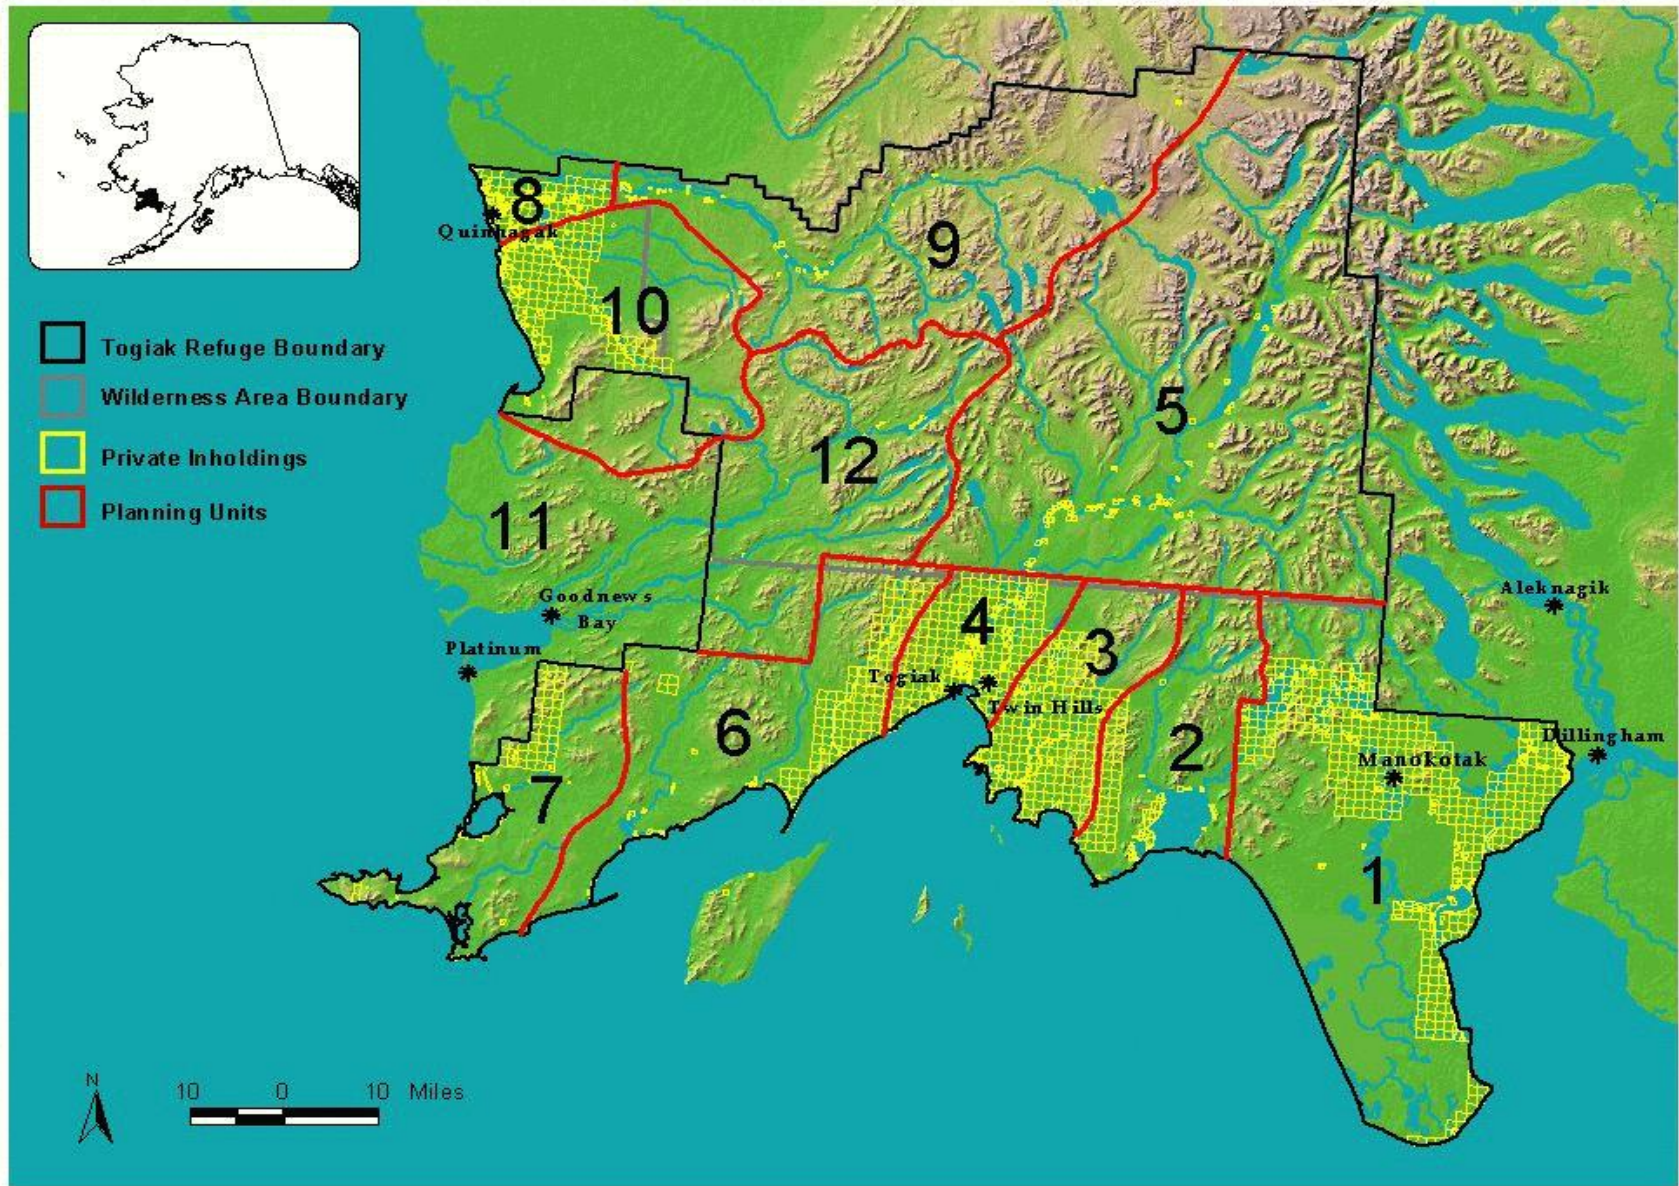 8
Quinhagak
9
10
Togiak Refuge Boundary
Wilderness Area Boundary
Private Inholdings
Planning Units
5
12
11
Goodnews
Bay
Aleknagik
Platinum
4
3
Togiak
Twin Hills
6
2
Dillingham
Manokotak
7
1
N
10 0 10 Miles